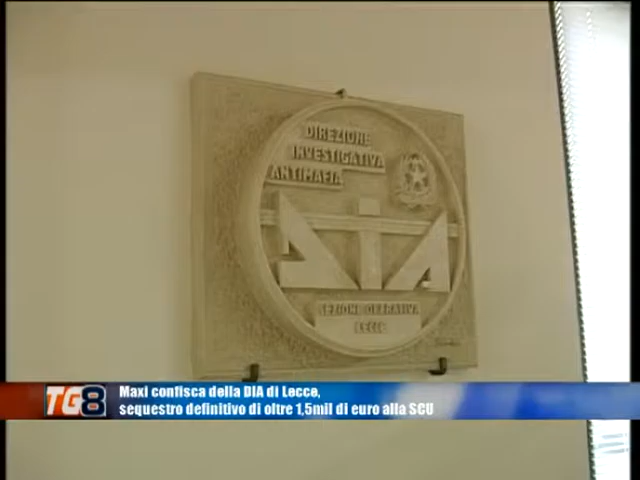 DIREZIONE
INVESTIGATIVA
ANTIMAFIA
DIA
SEZIONE OPERATIVA
LECCE
TG8
Maxi confisca della DIA di Lecce,
sequestro definitivo di oltre 1,5mil di euro alla SCU